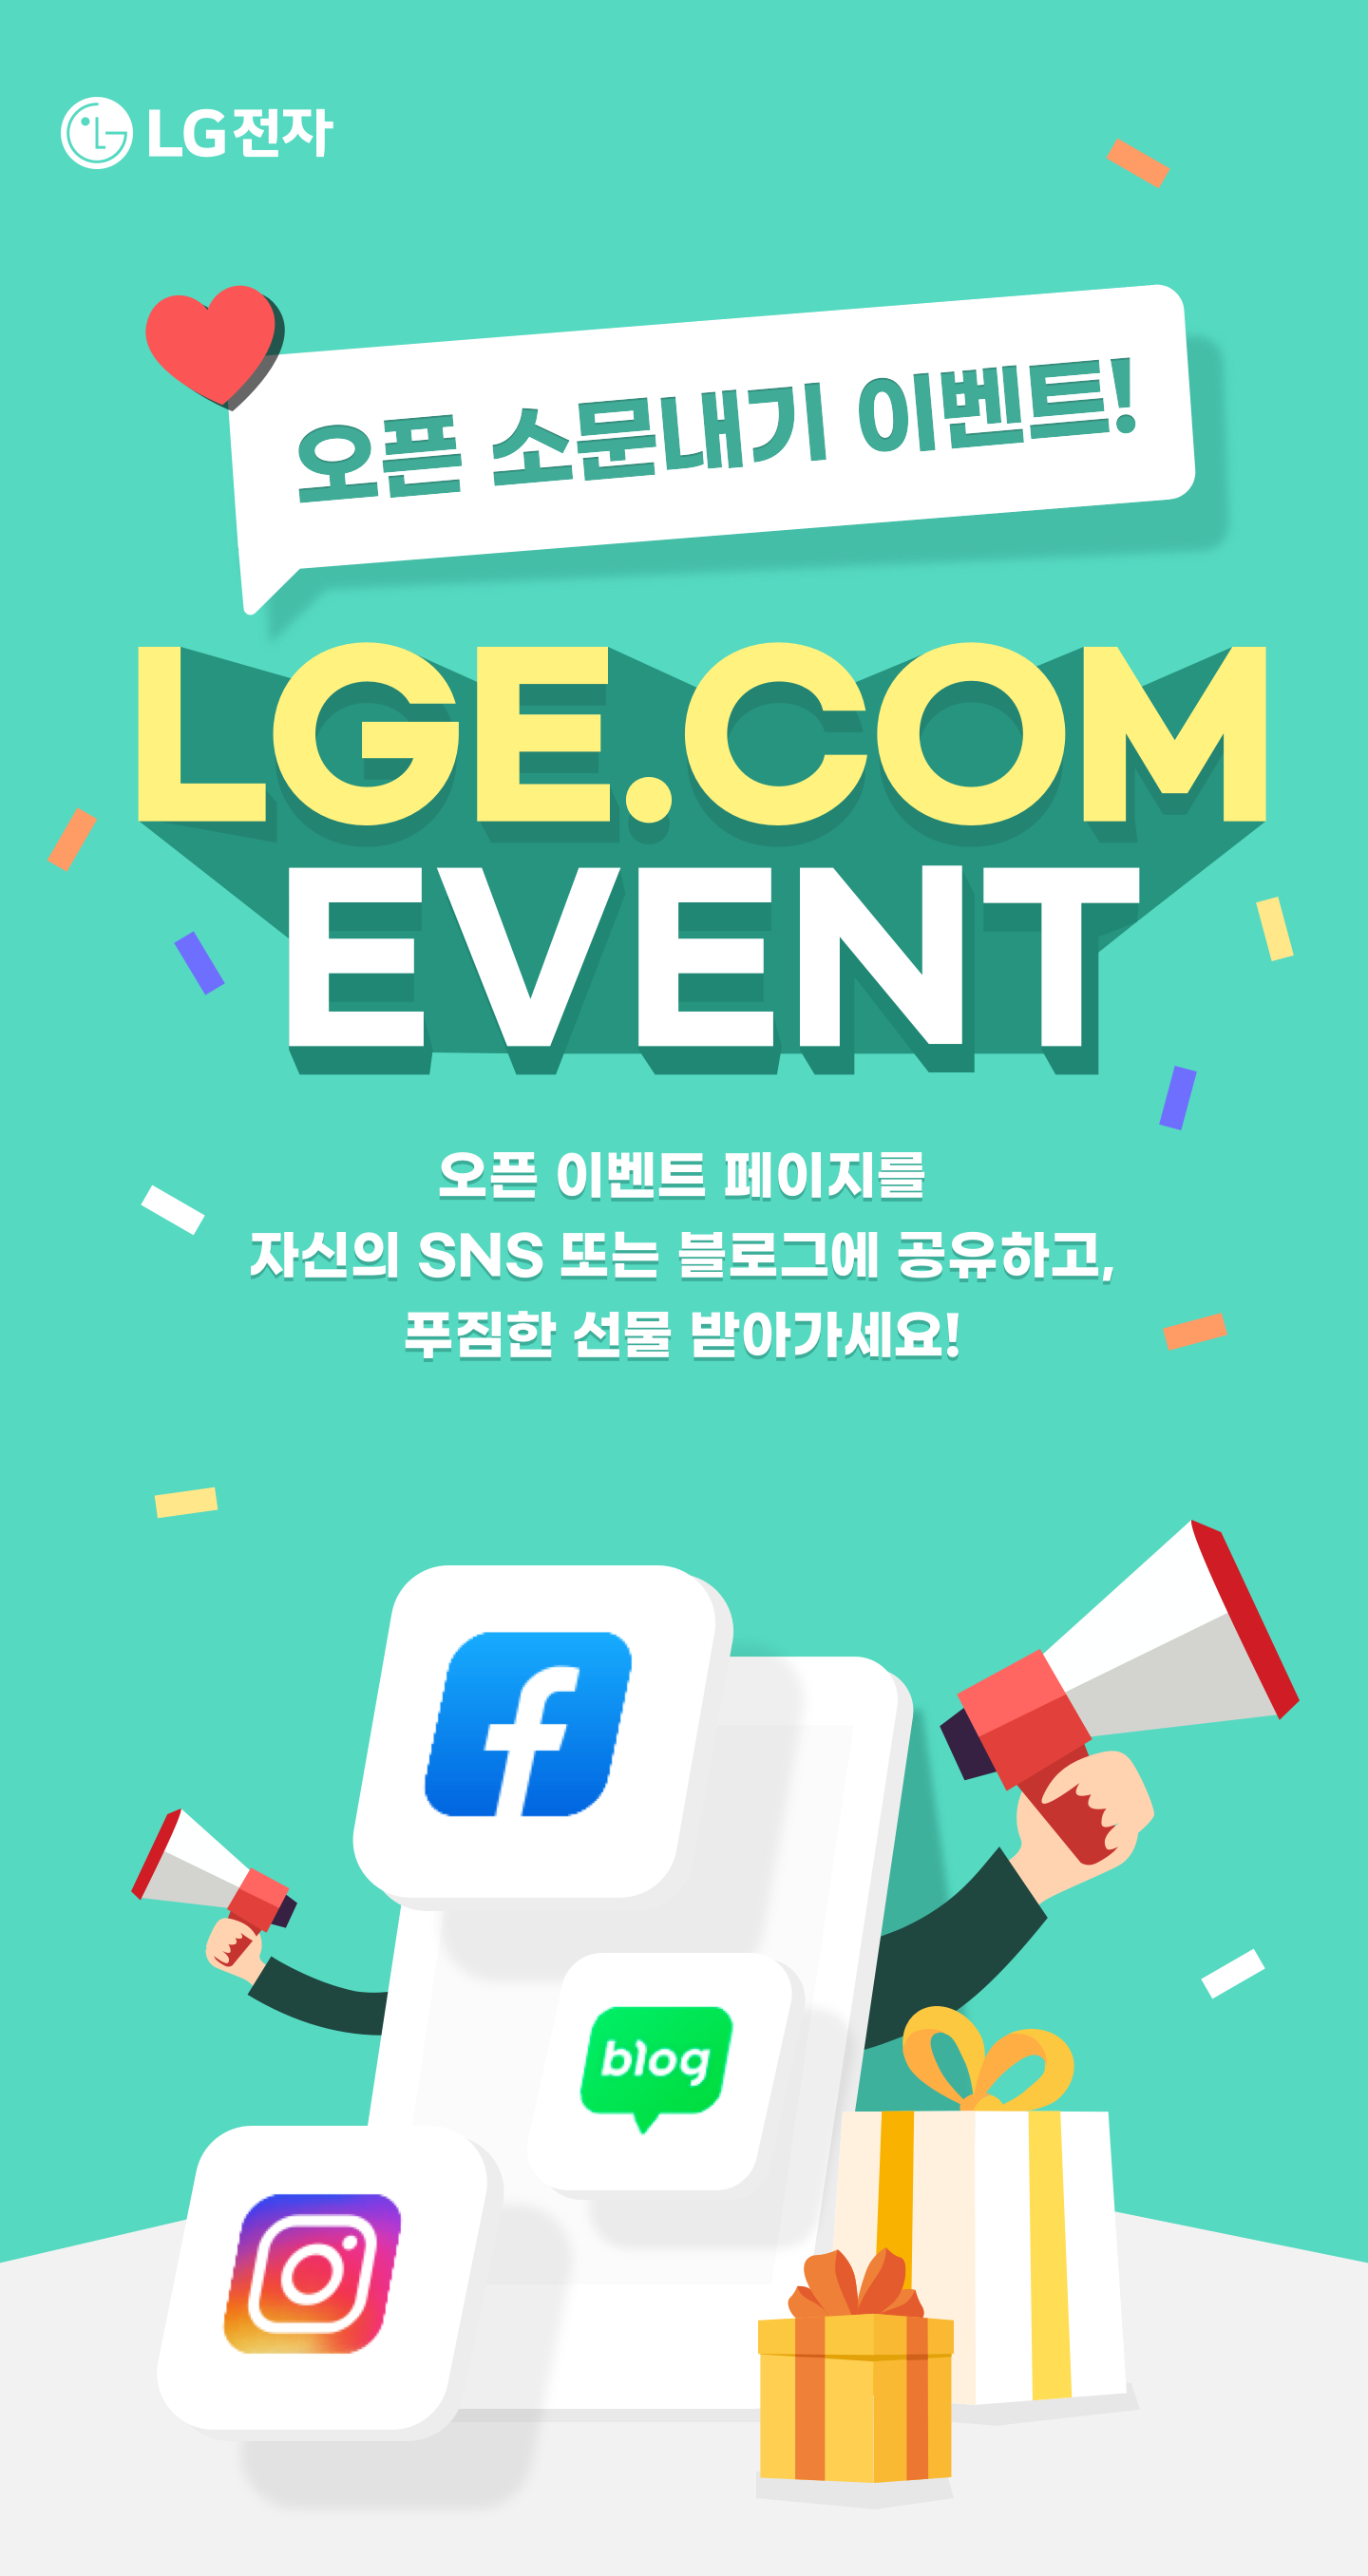 LG전자
오픈 소문내기 이벤트!
LGE.COM
EVENT
오픈 이벤트 페이지를
자신의 SNS 또는 블로그에 공유하고,
푸짐한 선물 받아가세요!
blog